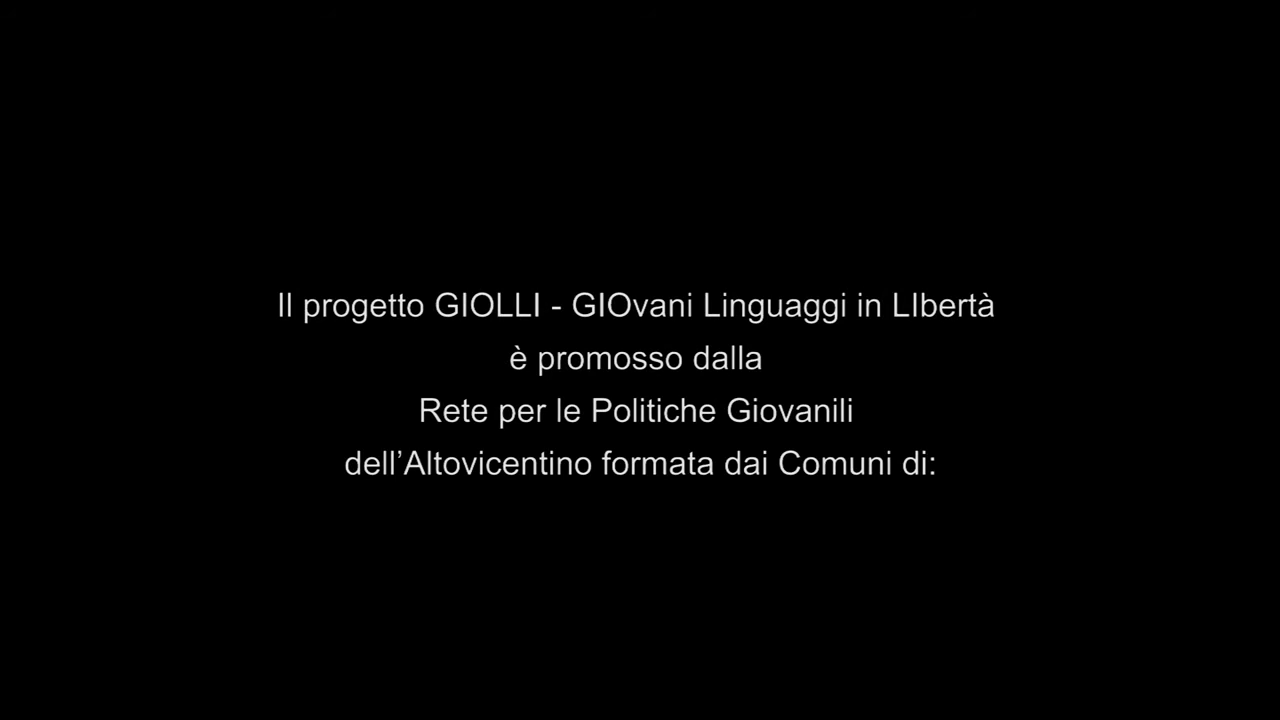 Il progetto GIOLLI - GIOvani Linguaggi in LIbertà
è promosso dalla
Rete per le Politiche Giovanili
dell’Altovicentino formata dai Comuni di: